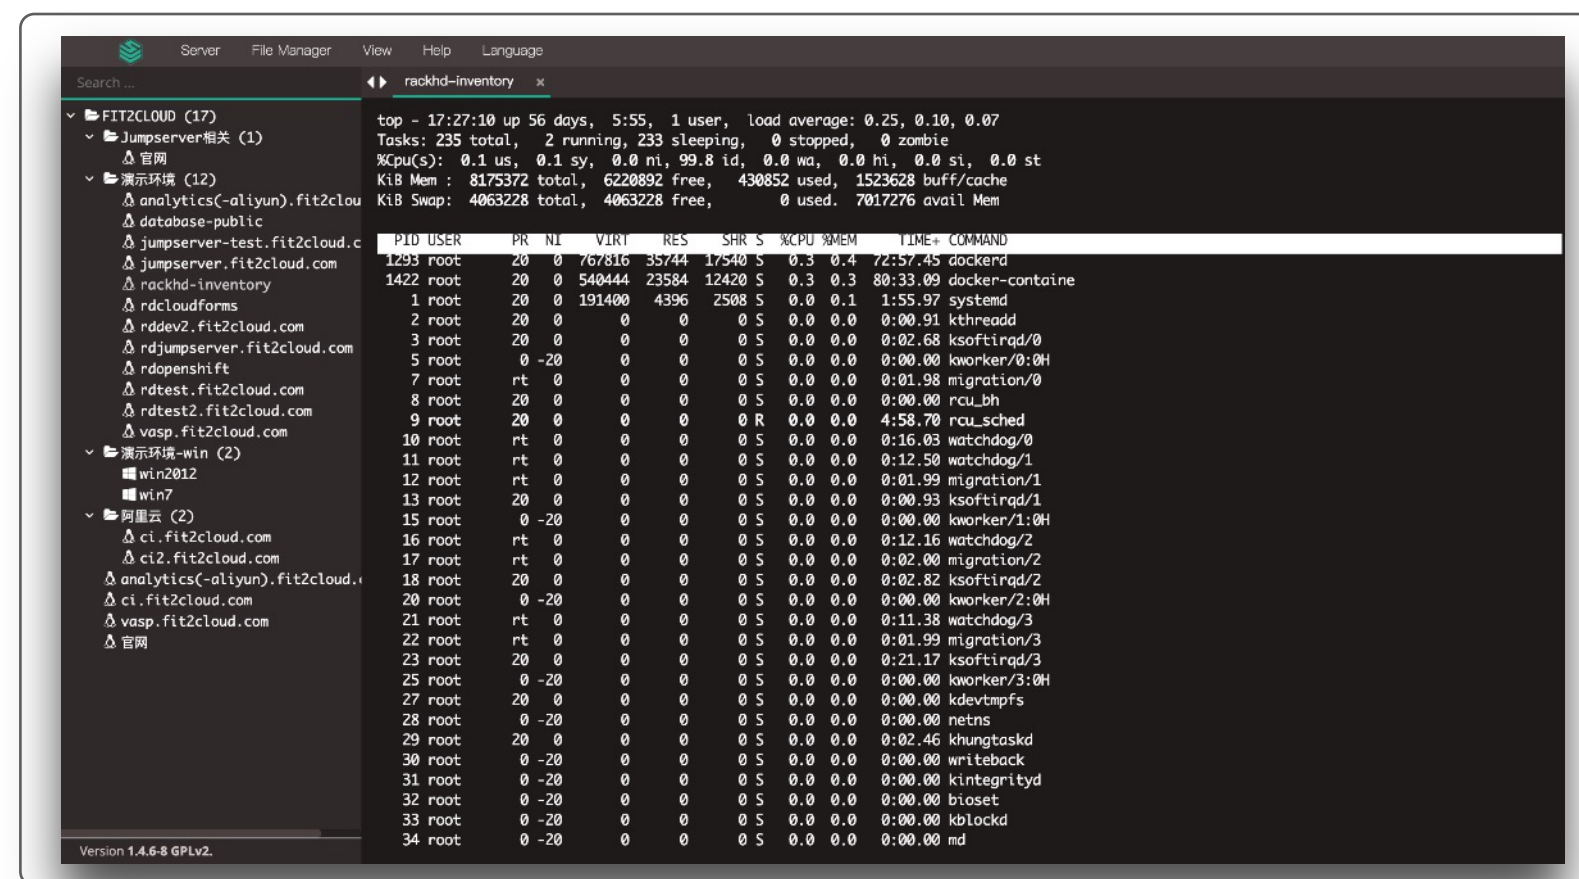 Server File Manager View Help Language
Search ...
FIT2CLOUD (17)
Jumpserver相关 (1)
官网
演示环境 (12)
analytics(-aliyun).fit2clou
database-public
jumpserver-test.fit2cloud.c
jumpserver.fit2cloud.com
rackhd-inventory
rdcloudforms
rddev2.fit2cloud.com
rdjumpserver.fit2cloud.com
rdopenshift
rdtest.fit2cloud.com
rdtest2.fit2cloud.com
vasp.fit2cloud.com
演示环境-win (2)
win2012
win7
阿里云 (2)
ci.fit2cloud.com
ci2.fit2cloud.com
analytics(-aliyun).fit2cloud.
ci.fit2cloud.com
vasp.fit2cloud.com
官网
Version 1.4.6-8 GPLv2.
rackhd-inventory x
top - 17:27:10 up 56 days, 5:55, 1 user, load average: 0.25, 0.10, 0.07
Tasks: 235 total, 2 running, 233 sleeping, 0 stopped, 0 zombie
%Cpu(s): 0.1 us, 0.1 sy, 0.0 ni, 99.8 id, 0.0 wa, 0.0 hi, 0.0 si, 0.0 st
KiB Mem : 8175372 total, 6220892 free, 430852 used, 1523628 buff/cache
KiB Swap: 4063228 total, 4063228 free, 0 used. 7017276 avail Mem
PID USER PR NI VIRT RES SHR S %CPU %MEM TIME+ COMMAND
1293 root 20 0 767816 35744 17540 S 0.3 0.4 72:57.45 dockerd
1422 root 20 0 540444 23584 12420 S 0.3 0.3 80:33.09 docker-containe
1 root 20 0 191400 4396 2508 S 0.0 0.1 1:55.97 systemd
2 root 20 0 0 0 0 S 0.0 0.0 0:00.91 kthreadd
3 root 20 0 0 0 0 S 0.0 0.0 0:02.68 ksoftirqd/0
5 root 0 -20 0 0 0 S 0.0 0.0 0:00.00 kworker/0:0H
7 root rt 0 0 0 0 S 0.0 0.0 0:01.98 migration/0
8 root 20 0 0 0 0 S 0.0 0.0 0:00.00 rcu_bh
9 root 20 0 0 0 0 R 0.0 0.0 4:58.70 rcu_sched
10 root rt 0 0 0 0 S 0.0 0.0 0:16.03 watchdog/0
11 root rt 0 0 0 0 S 0.0 0.0 0:12.50 watchdog/1
12 root rt 0 0 0 0 S 0.0 0.0 0:01.99 migration/1
13 root 20 0 0 0 0 S 0.0 0.0 0:00.93 ksoftirqd/1
15 root 0 -20 0 0 0 S 0.0 0.0 0:00.00 kworker/1:0H
16 root rt 0 0 0 0 S 0.0 0.0 0:12.16 watchdog/2
17 root rt 0 0 0 0 S 0.0 0.0 0:02.00 migration/2
18 root 20 0 0 0 0 S 0.0 0.0 0:02.82 ksoftirqd/2
20 root 0 -20 0 0 0 S 0.0 0.0 0:00.00 kworker/2:0H
21 root rt 0 0 0 0 S 0.0 0.0 0:11.38 watchdog/3
22 root rt 0 0 0 0 S 0.0 0.0 0:01.99 migration/3
23 root 20 0 0 0 0 S 0.0 0.0 0:21.17 ksoftirqd/3
25 root 0 -20 0 0 0 S 0.0 0.0 0:00.00 kworker/3:0H
27 root 20 0 0 0 0 S 0.0 0.0 0:00.00 kdevtmpfs
28 root 0 -20 0 0 0 S 0.0 0.0 0:00.00 netns
29 root 20 0 0 0 0 S 0.0 0.0 0:02.46 khungtaskd
30 root 0 -20 0 0 0 S 0.0 0.0 0:00.00 writeback
31 root 0 -20 0 0 0 S 0.0 0.0 0:00.00 kintegrityd
32 root 0 -20 0 0 0 S 0.0 0.0 0:00.00 bioset
33 root 0 -20 0 0 0 S 0.0 0.0 0:00.00 kblockd
34 root 0 -20 0 0 0 S 0.0 0.0 0:00.00 md